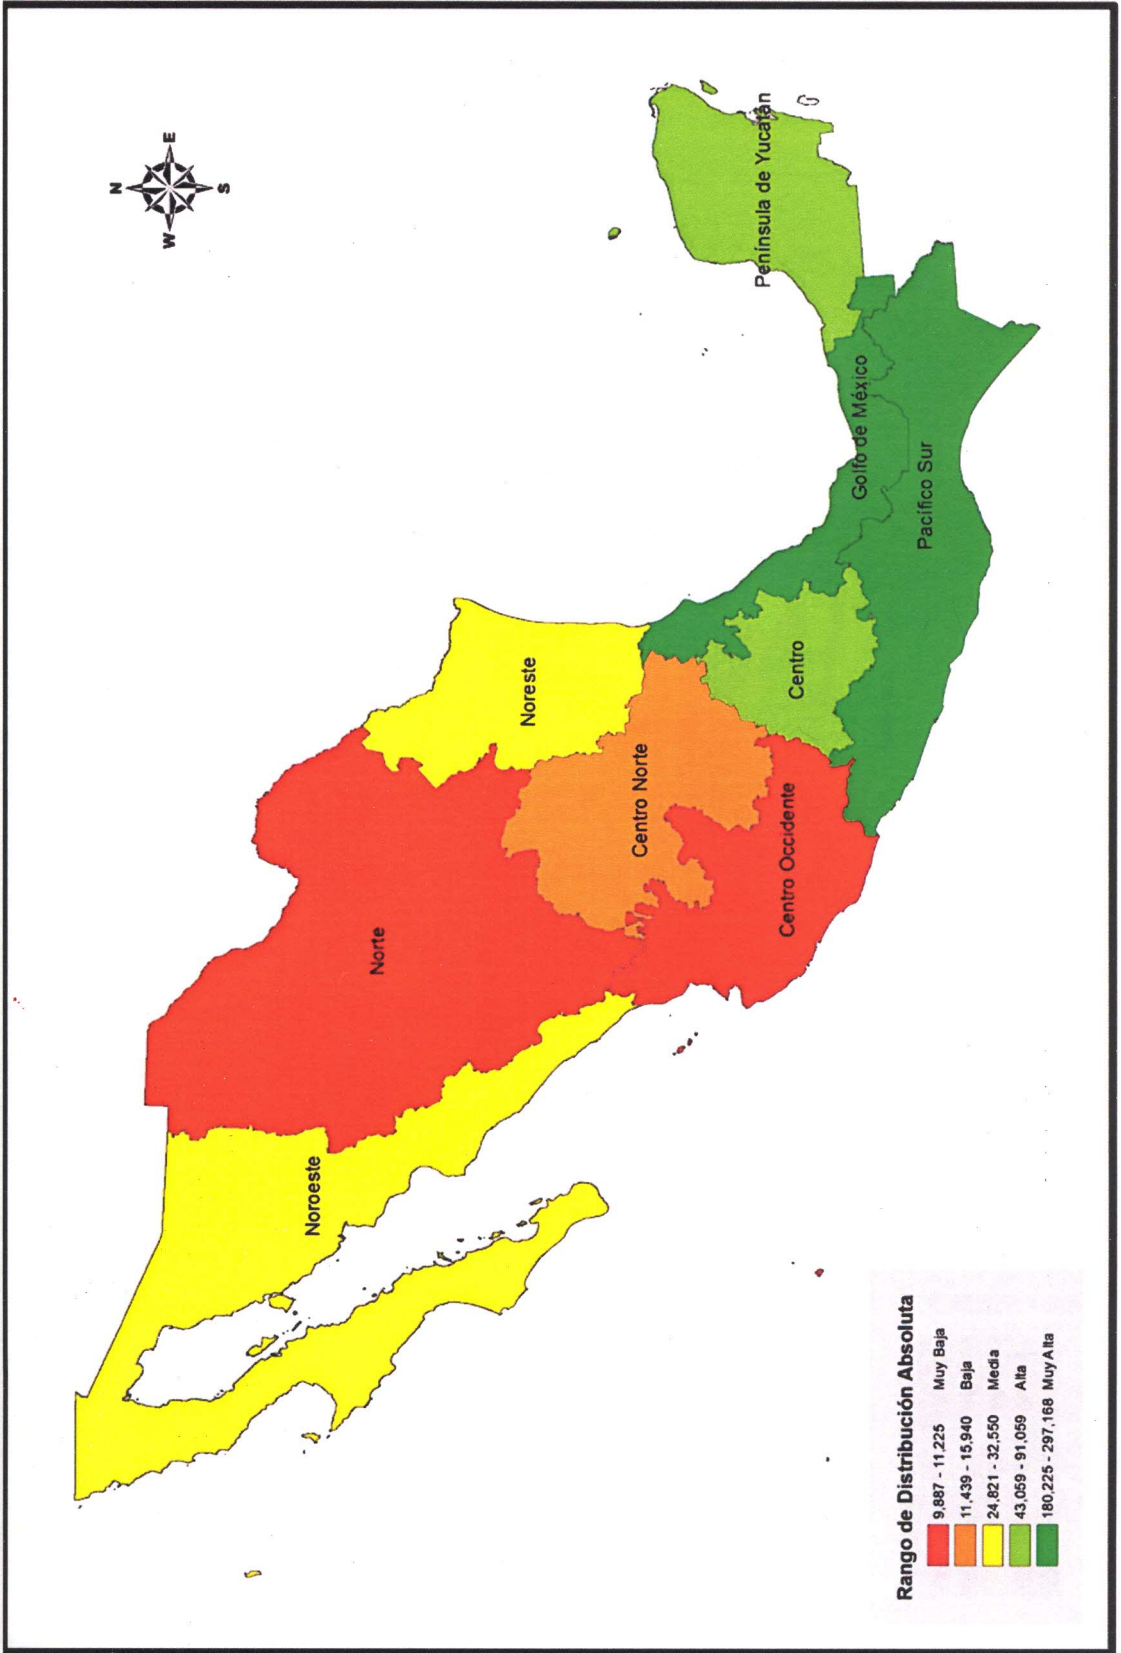 N
W
E
S
Noroeste
Norte
Noreste
Centro Norte
Centro Occidente
Centro
Golfo de México
Pacífico Sur
Península de Yucatán
Rango de Distribución Absoluta
9,887 - 11,225 Muy Baja
11,439 - 15,940 Baja
24,821 - 32,550 Media
43,059 - 91,059 Alta
180,225 - 297,168 Muy Alta